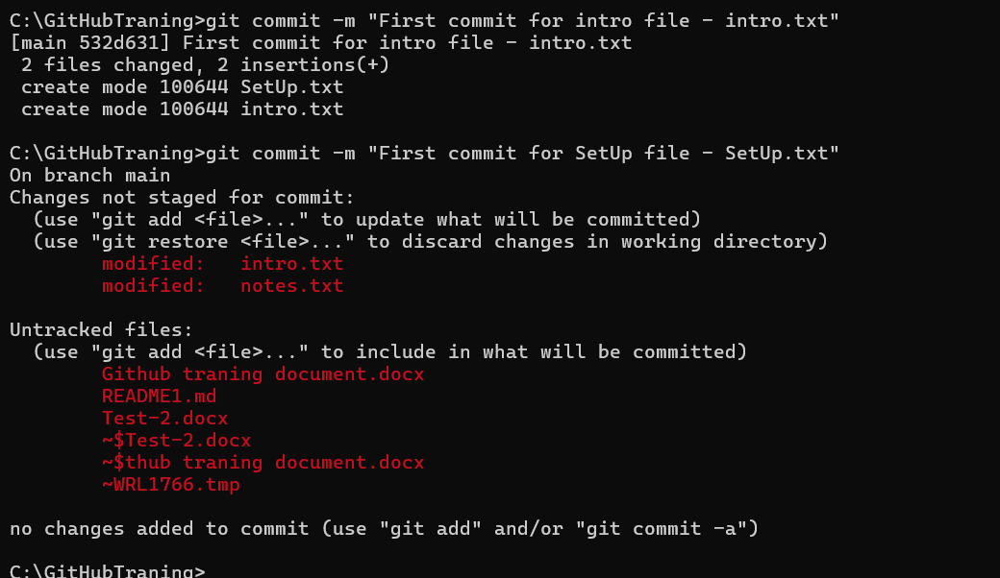 C:\GitHubTraning>git commit -m "First commit for intro file - intro.txt"
[main 532d631] First commit for intro file - intro.txt
 2 files changed, 2 insertions(+)
 create mode 100644 SetUp.txt
 create mode 100644 intro.txt

C:\GitHubTraning>git commit -m "First commit for SetUp file - SetUp.txt"
On branch main
Changes not staged for commit:
  (use "git add <file>..." to update what will be committed)
  (use "git restore <file>..." to discard changes in working directory)
        modified:   intro.txt
        modified:   notes.txt

Untracked files:
  (use "git add <file>..." to include in what will be committed)
        Github traning document.docx
        README1.md
        Test-2.docx
        ~$Test-2.docx
        ~$thub traning document.docx
        ~WRL1766.tmp

no changes added to commit (use "git add" and/or "git commit -a")

C:\GitHubTraning>